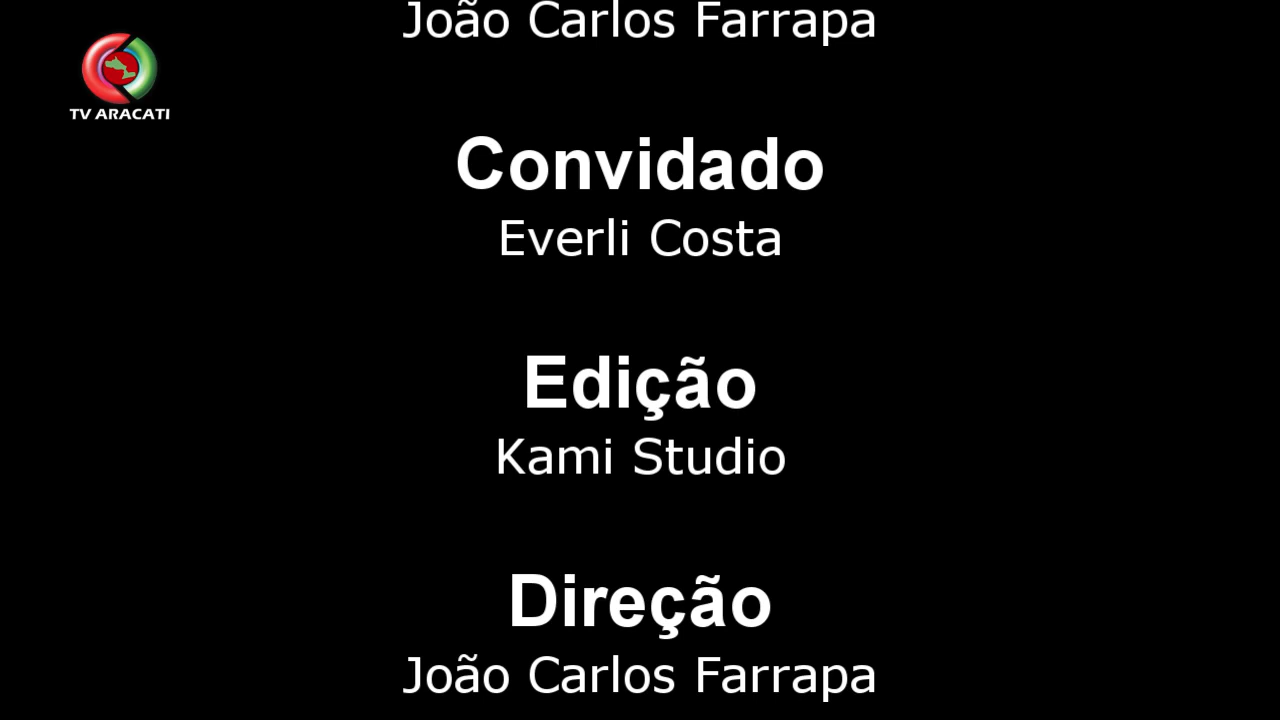 João Carlos Farrapa
TV ARACATI
Convidado
Everli Costa
Edição
Kami Studio
Direção
João Carlos Farrapa